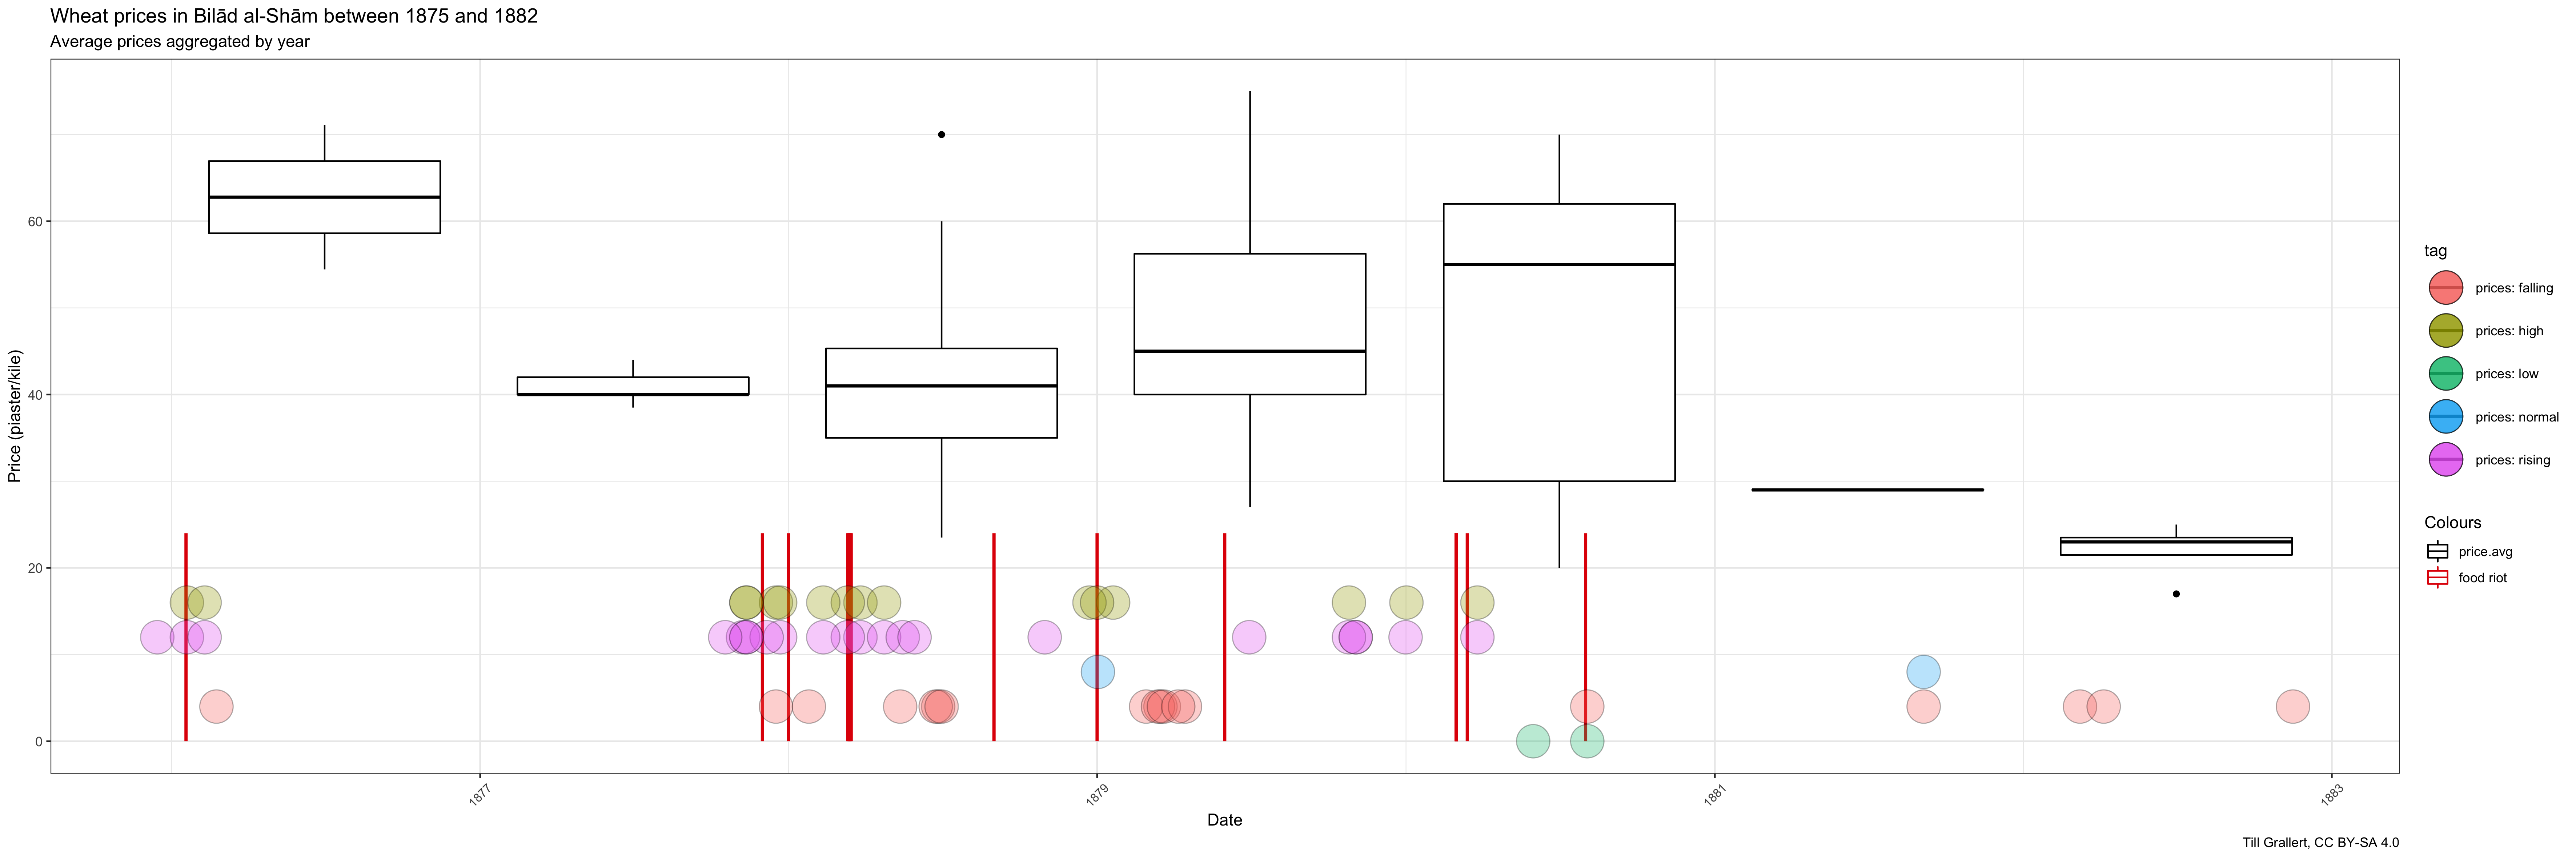 Wheat prices in Bilād al-Shām between 1875 and 1882
Average prices aggregated by year
Price (piaster/kile)
60
40
20
0
1877
1879
1881
1883
Date
tag
prices: falling
prices: high
prices: low
prices: normal
prices: rising
Colours
price.avg
food riot
Till Grallert, CC BY-SA 4.0